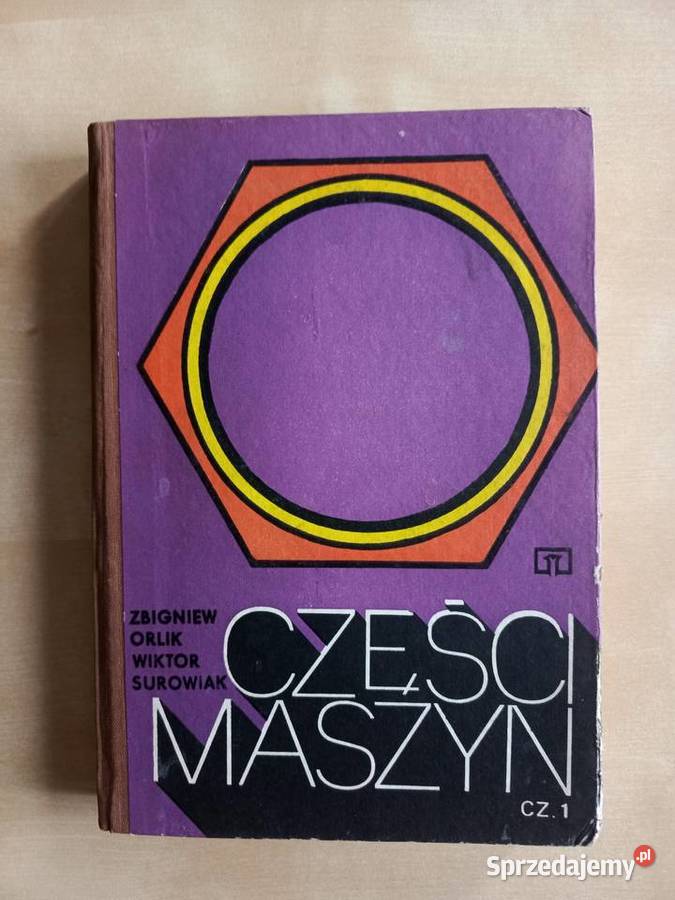 ZBIGNIEW
ORLIK
WIKTOR
SUROWIAK
CZĘŚCI
MASZYN
CZ.1
Sprzedajemy.pl